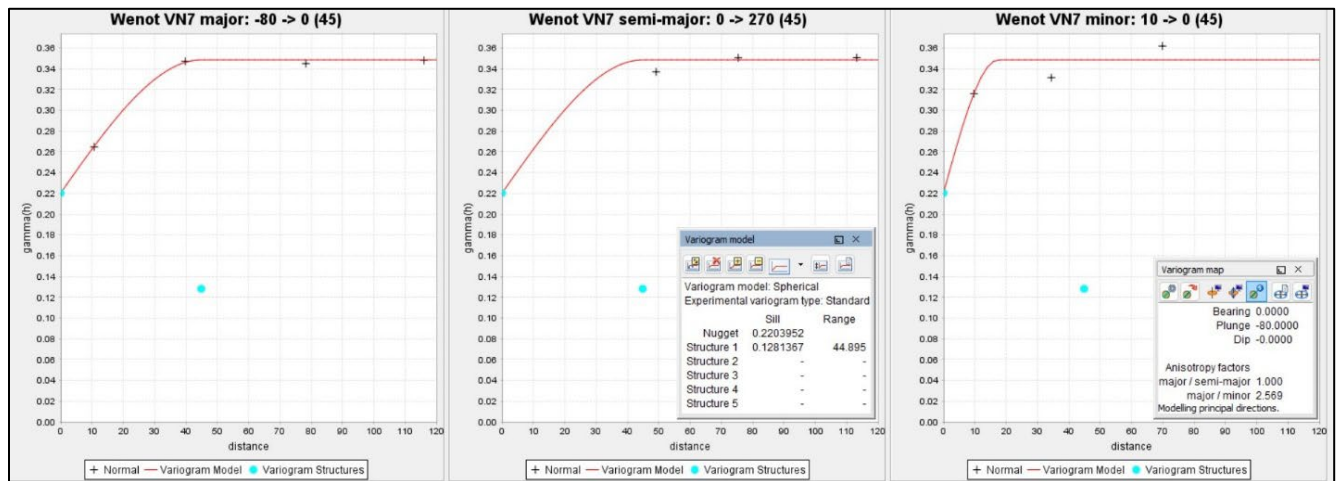 Wenot VN7 major: -80 -> 0 (45)
gamma(h)
0.36
0.34
0.32
0.30
0.28
0.26
0.24
0.22
0.20
0.18
0.16
0.14
0.12
0.10
0.08
0.06
0.04
0.02
0.00
0 10 20 30 40 50 60 70 80 90 100 110 120
distance
Normal Variogram Model Variogram Structures
Wenot VN7 semi-major: 0 -> 270 (45)
gamma(h)
0.36
0.34
0.32
0.30
0.28
0.26
0.24
0.22
0.20
0.18
0.16
0.14
0.12
0.10
0.08
0.06
0.04
0.02
0.00
0 10 20 30 40 50 60 70 80 90 100 110 120
distance
Normal Variogram Model Variogram Structures
Variogram model
Variogram model: Spherical
Experimental variogram type: Standard
Sill Range
Nugget 0.2203952
Structure 1 0.1281367 44.895
Structure 2 - -
Structure 3 - -
Structure 4 - -
Structure 5 - -
Wenot VN7 minor: 10 -> 0 (45)
gamma(h)
0.36
0.34
0.32
0.30
0.28
0.26
0.24
0.22
0.20
0.18
0.16
0.14
0.12
0.10
0.08
0.06
0.04
0.02
0.00
0 10 20 30 40 50 60 70 80 90 100 110 120
distance
Normal Variogram Model Variogram Structures
Variogram map
Bearing 0.0000
Plunge -80.0000
Dip -0.0000
Anisotropy factors
major / semi-major 1.000
major / minor 2.569
Modelling principal directions.